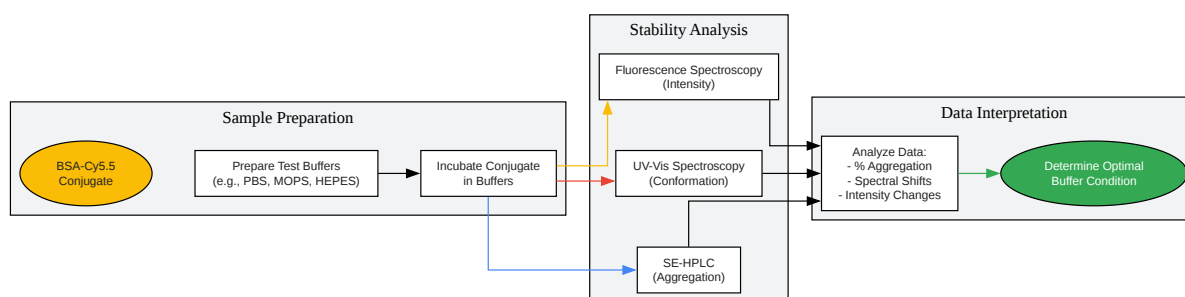 Sample Preparation
BSA-Cy5.5
Conjugate
Prepare Test Buffers
(e.g., PBS, MOPS, HEPES)
Incubate Conjugate
in Buffers
Stability Analysis
Fluorescence Spectroscopy
(Intensity)
UV-Vis Spectroscopy
(Conformation)
SE-HPLC
(Aggregation)
Data Interpretation
Analyze Data:
- % Aggregation
- Spectral Shifts
- Intensity Changes
Determine Optimal
Buffer Condition